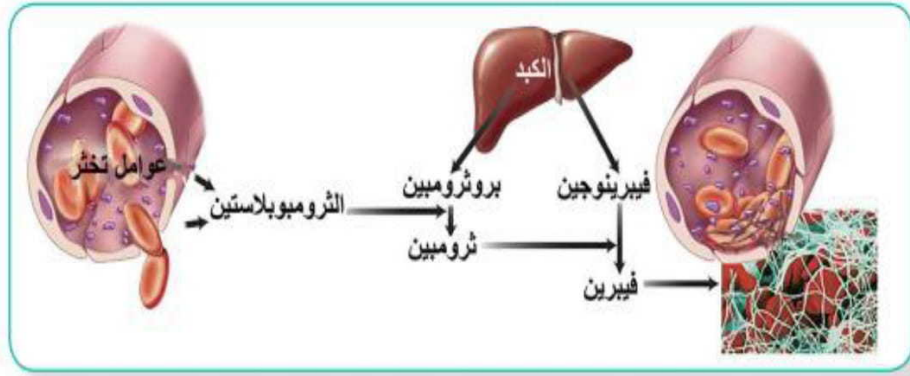 الكبد
عوامل تخثر
فيبرينوجين
بروثرومبين
الثرومبوبلاستين
ثرومبين
فيبرين